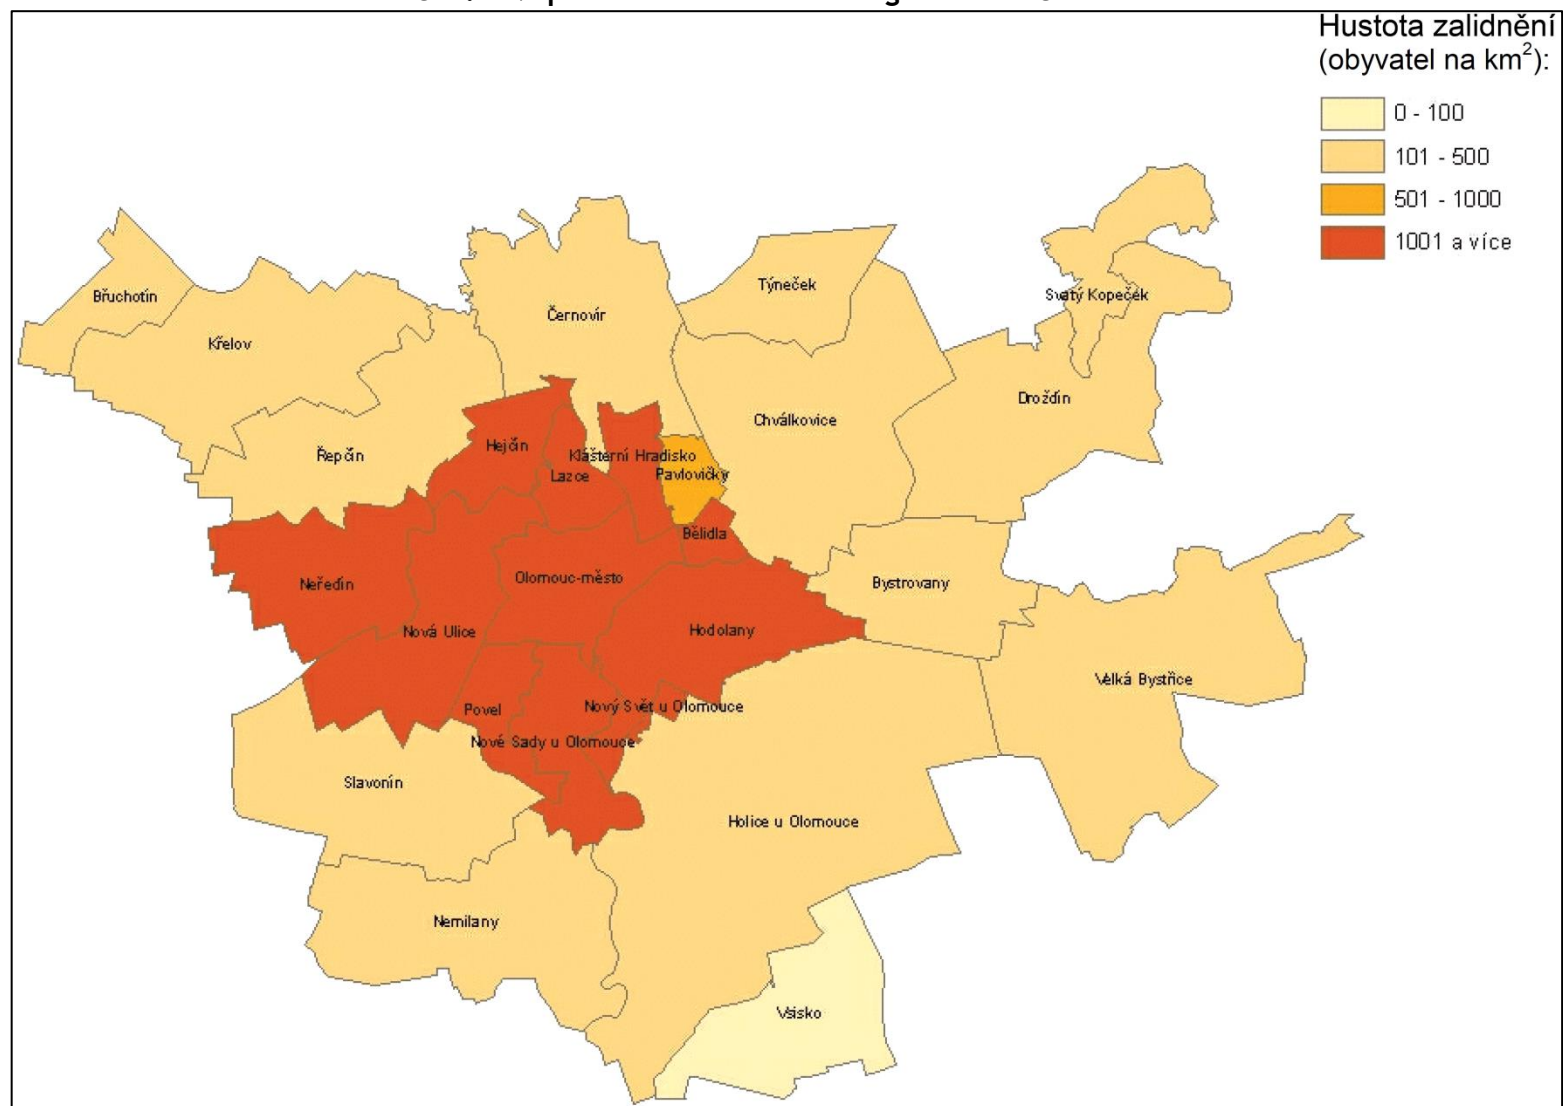 Hustota zalidnění
(obyvatel na km²):
0 - 100
101 - 500
501 - 1000
1001 a více
Týneček
Svatý Kopeček
Břuchotín
Černovír
Křelov
Droždín
Chválkovice
Hejčín
Řepčín
Klášterní Hradisko
Lazce
Pavlovičky
Bělidla
Olomouc-město
Neředín
Bystrovany
Nová Ulice
Hodolany
Velká Bystřice
Povel
Nový Svět u Olomouce
Nové Sady u Olomouce
Slavonín
Holice u Olomouce
Nemilany
Vsisko